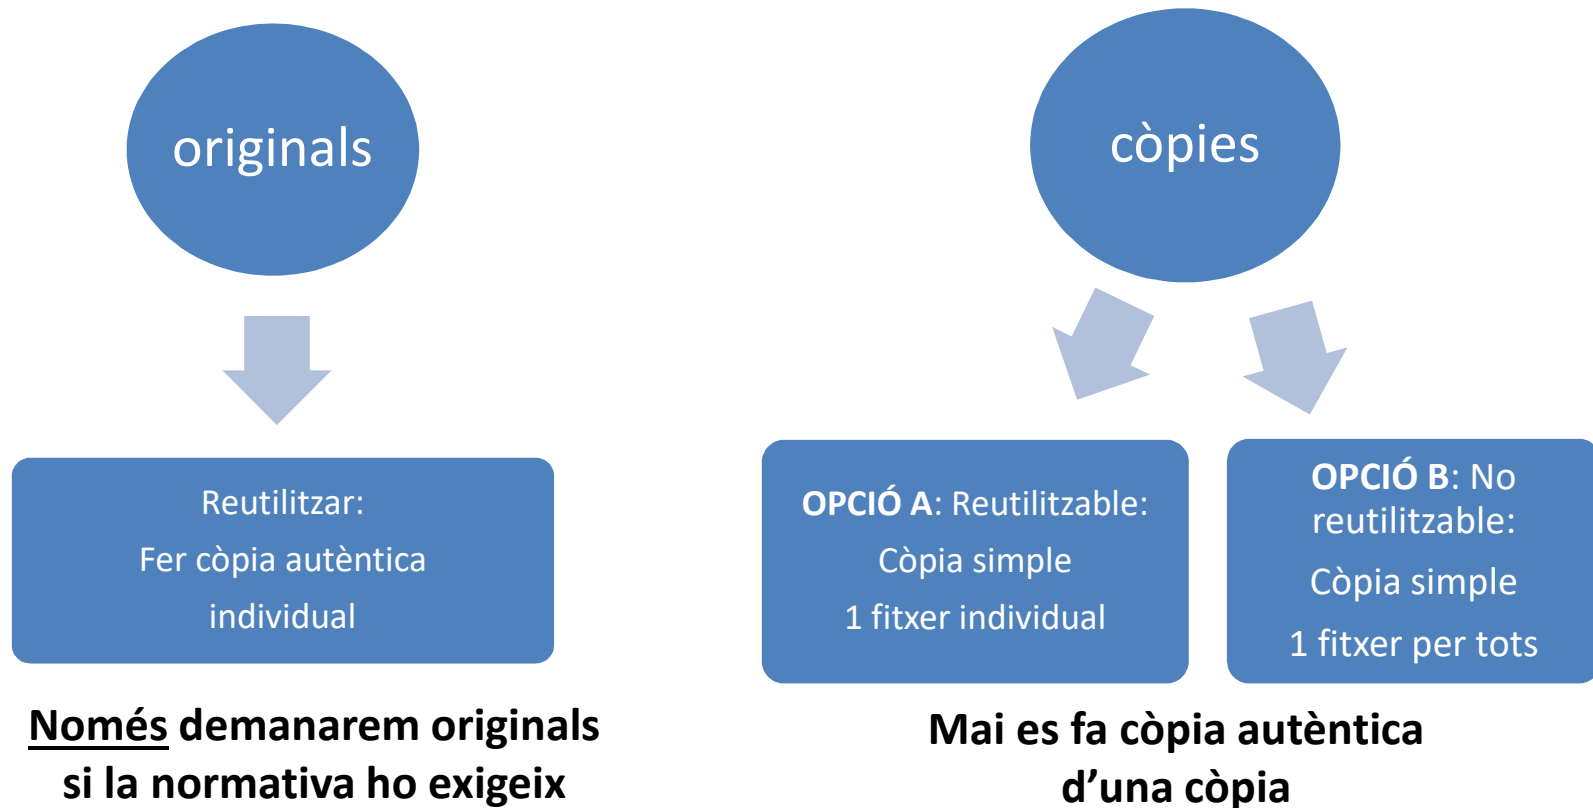 originals
Reutilitzar:
Fer còpia autèntica
individual
Només demanarem originals
si la normativa ho exigeix
còpies
OPCIÓ A: Reutilitzable:
Còpia simple
1 fitxer individual
OPCIÓ B: No
reutilitzable:
Còpia simple
1 fitxer per tots
Mai es fa còpia autèntica
d’una còpia